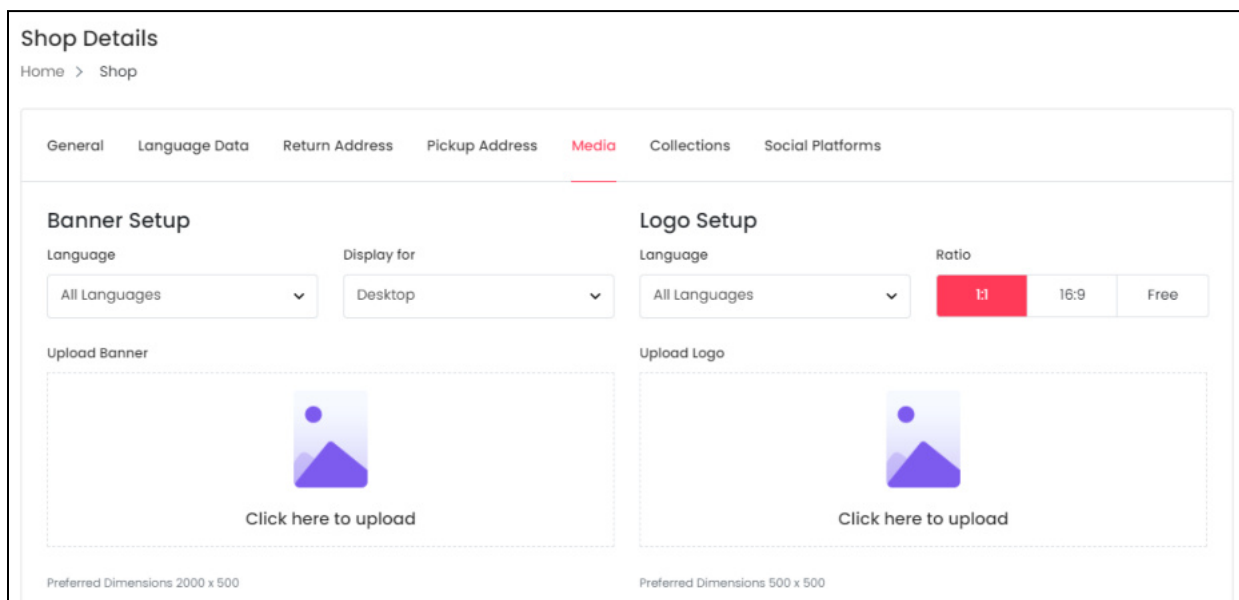 Shop Details
Home > Shop
General Language Data Return Address Pickup Address Media Collections Social Platforms
Banner Setup
Language Display for
All Languages Desktop
Upload Banner
Click here to upload
Preferred Dimensions 2000 x 500
Logo Setup
Language Ratio
All Languages 1:1 16:9 Free
Upload Logo
Click here to upload
Preferred Dimensions 500 x 500